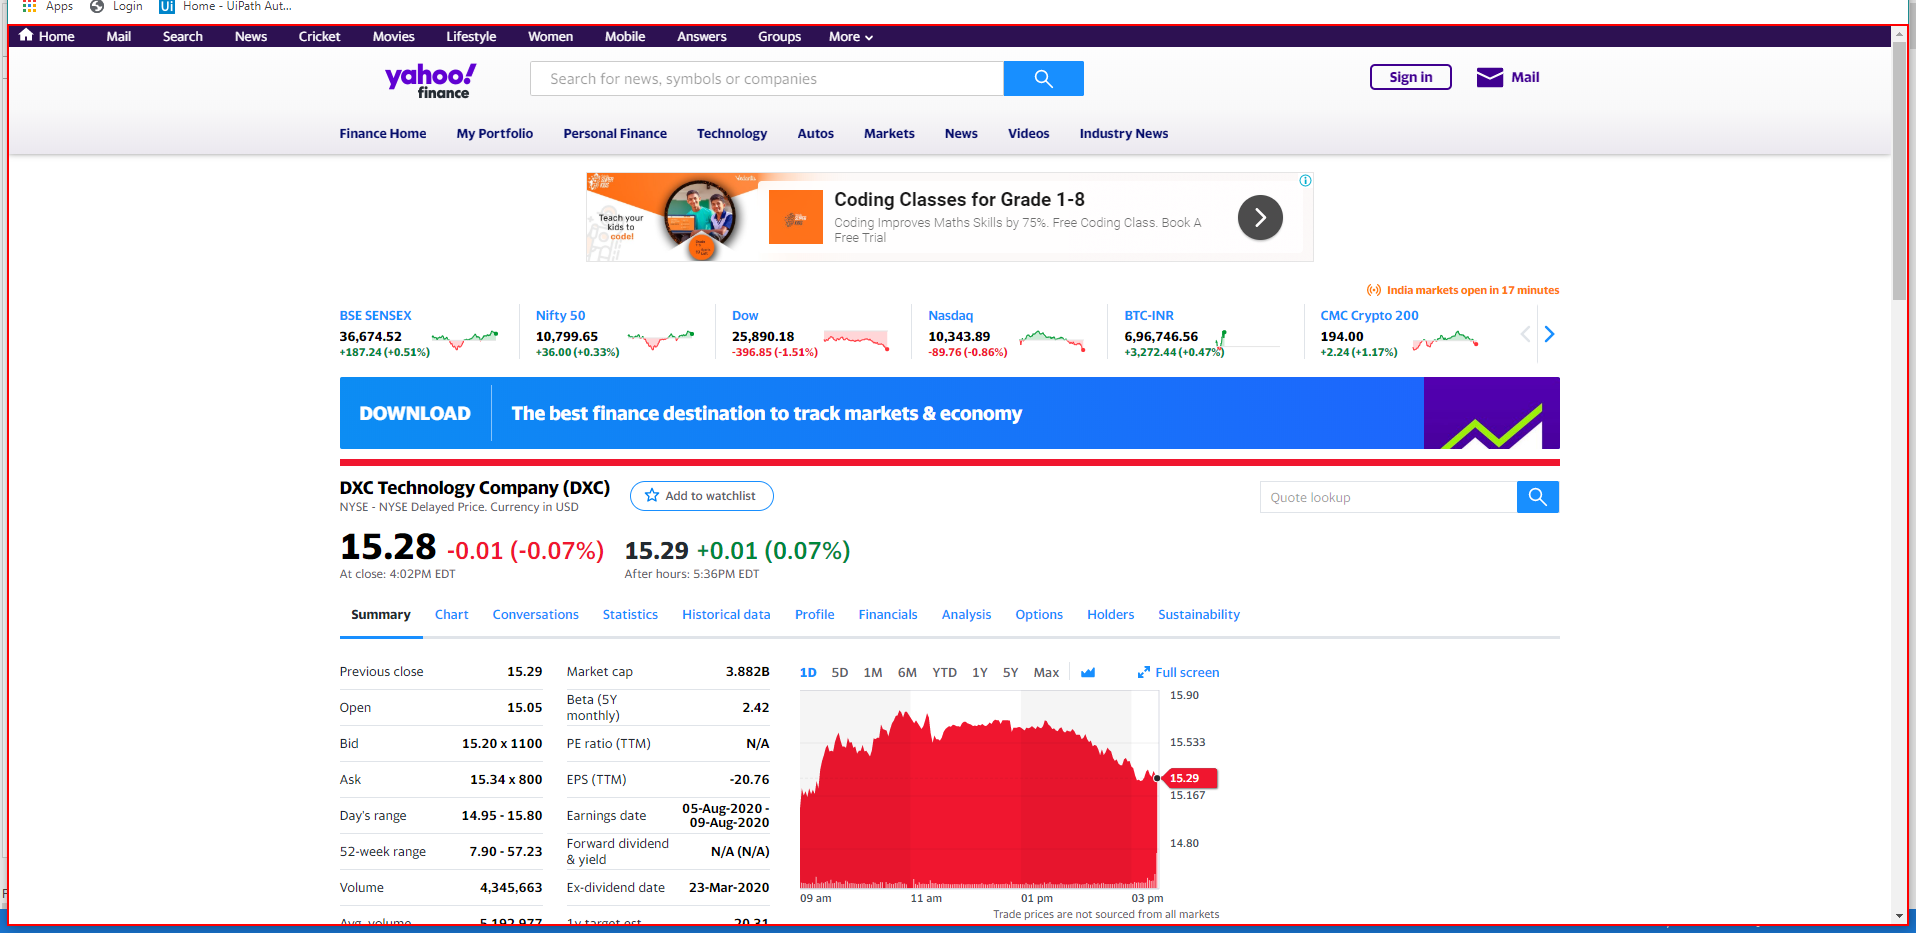 Apps Login Ui Home - UiPath Aut...
Home Mail Search News Cricket Movies Lifestyle Women Mobile Answers Groups More
yahoo!
finance
Search for news, symbols or companies
Sign in Mail
Finance Home My Portfolio Personal Finance Technology Autos Markets News Videos Industry News
Teach your
kids to
code!
Coding Classes for Grade 1-8
Coding Improves Maths Skills by 75%. Free Coding Class. Book A
Free Trial
India markets open in 17 minutes
BSE SENSEX
36,674.52
+187.24 (+0.51%)
Nifty 50
10,799.65
+36.00 (+0.33%)
Dow
25,890.18
-396.85 (-1.51%)
Nasdaq
10,343.89
-89.76 (-0.86%)
BTC-INR
6,96,746.56
+3,272.44 (+0.47%)
CMC Crypto 200
194.00
+2.24 (+1.17%)
DOWNLOAD The best finance destination to track markets & economy
DXC Technology Company (DXC)
NYSE - NYSE Delayed Price. Currency in USD
Add to watchlist
Quote lookup
15.28 -0.01 (-0.07%)
At close: 4:02PM EDT
15.29 +0.01 (0.07%)
After hours: 5:36PM EDT
Summary Chart Conversations Statistics Historical data Profile Financials Analysis Options Holders Sustainability
Previous close 15.29
Open 15.05
Bid 15.20 x 1100
Ask 15.34 x 800
Day's range 14.95 - 15.80
52-week range 7.90 - 57.23
Volume 4,345,663
Avg. volume 5,192,977
Market cap 3.882B
Beta (5Y
monthly) 2.42
PE ratio (TTM) N/A
EPS (TTM) -20.76
Earnings date 05-Aug-2020 -
09-Aug-2020
Forward dividend
& yield N/A (N/A)
Ex-dividend date 23-Mar-2020
1y target est 20.31
1D 5D 1M 6M YTD 1Y 5Y Max Full screen
15.90
15.533
15.29
15.167
14.80
09 am 11 am 01 pm 03 pm
Trade prices are not sourced from all markets